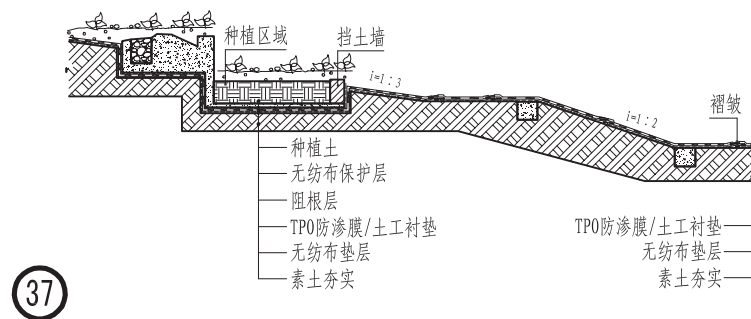 种植区域
挡土墙
i=1：3
i=1：2
褶皱
种植土
无纺布保护层
阻根层
TPO防渗膜/土工衬垫
无纺布垫层
素土夯实
TPO防渗膜/土工衬垫
无纺布垫层
素土夯实
37